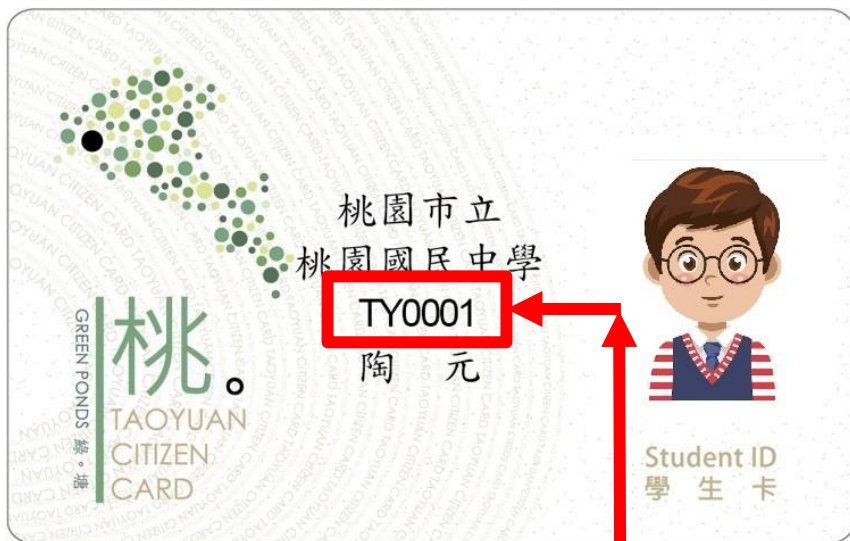 桃園市立
桃園國民中學
TY0001
陶 元
GREEN PONDS 綠。塘
桃。
TAOYUAN
CITIZEN
CARD
Student ID
學 生 卡